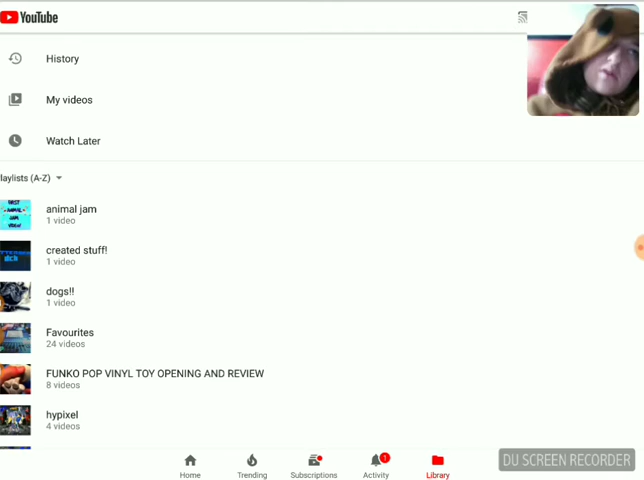 YouTube
History
My videos
Watch Later
laylists (A-Z)
animal jam
1 video
created stuff!
1 video
dogs!!
1 video
Favourites
24 videos
FUNKO POP VINYL TOY OPENING AND REVIEW
8 videos
hypixel
4 videos
1
Home Trending Subscriptions Activity Library
DU SCREEN RECORDER